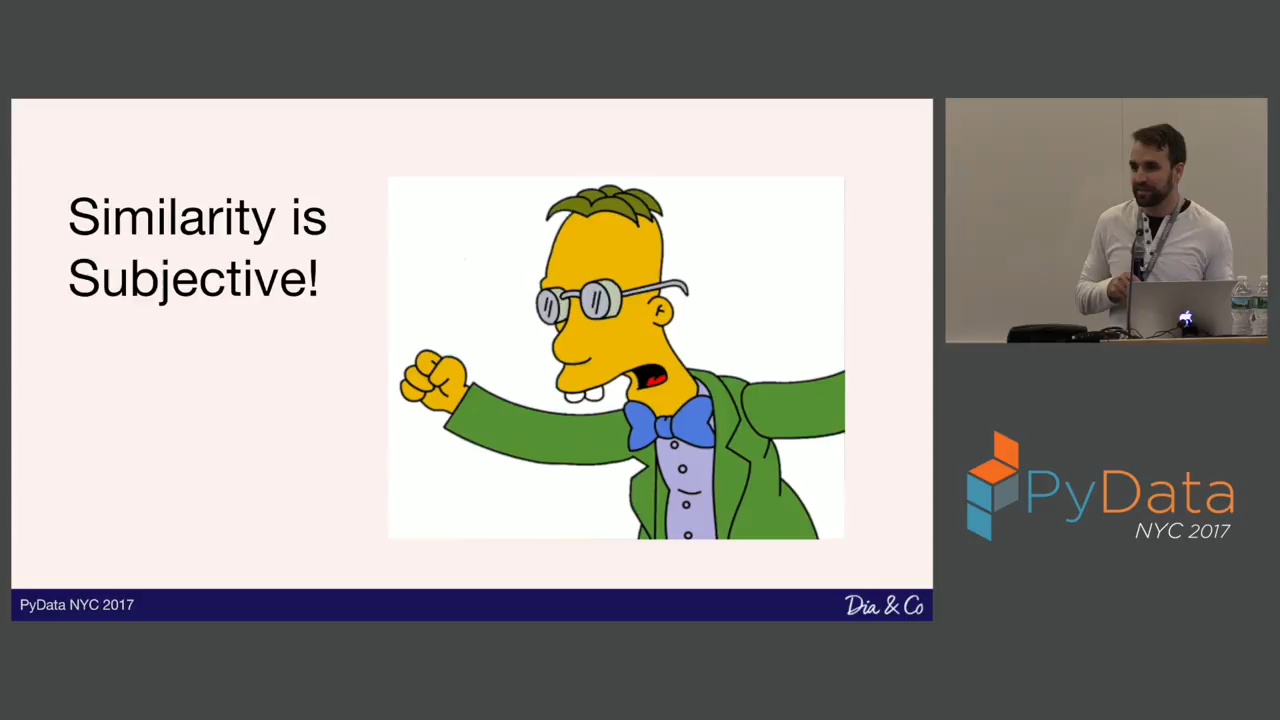 Similarity is
Subjective!
PyData NYC 2017
Dia & Co
PyData
NYC 2017